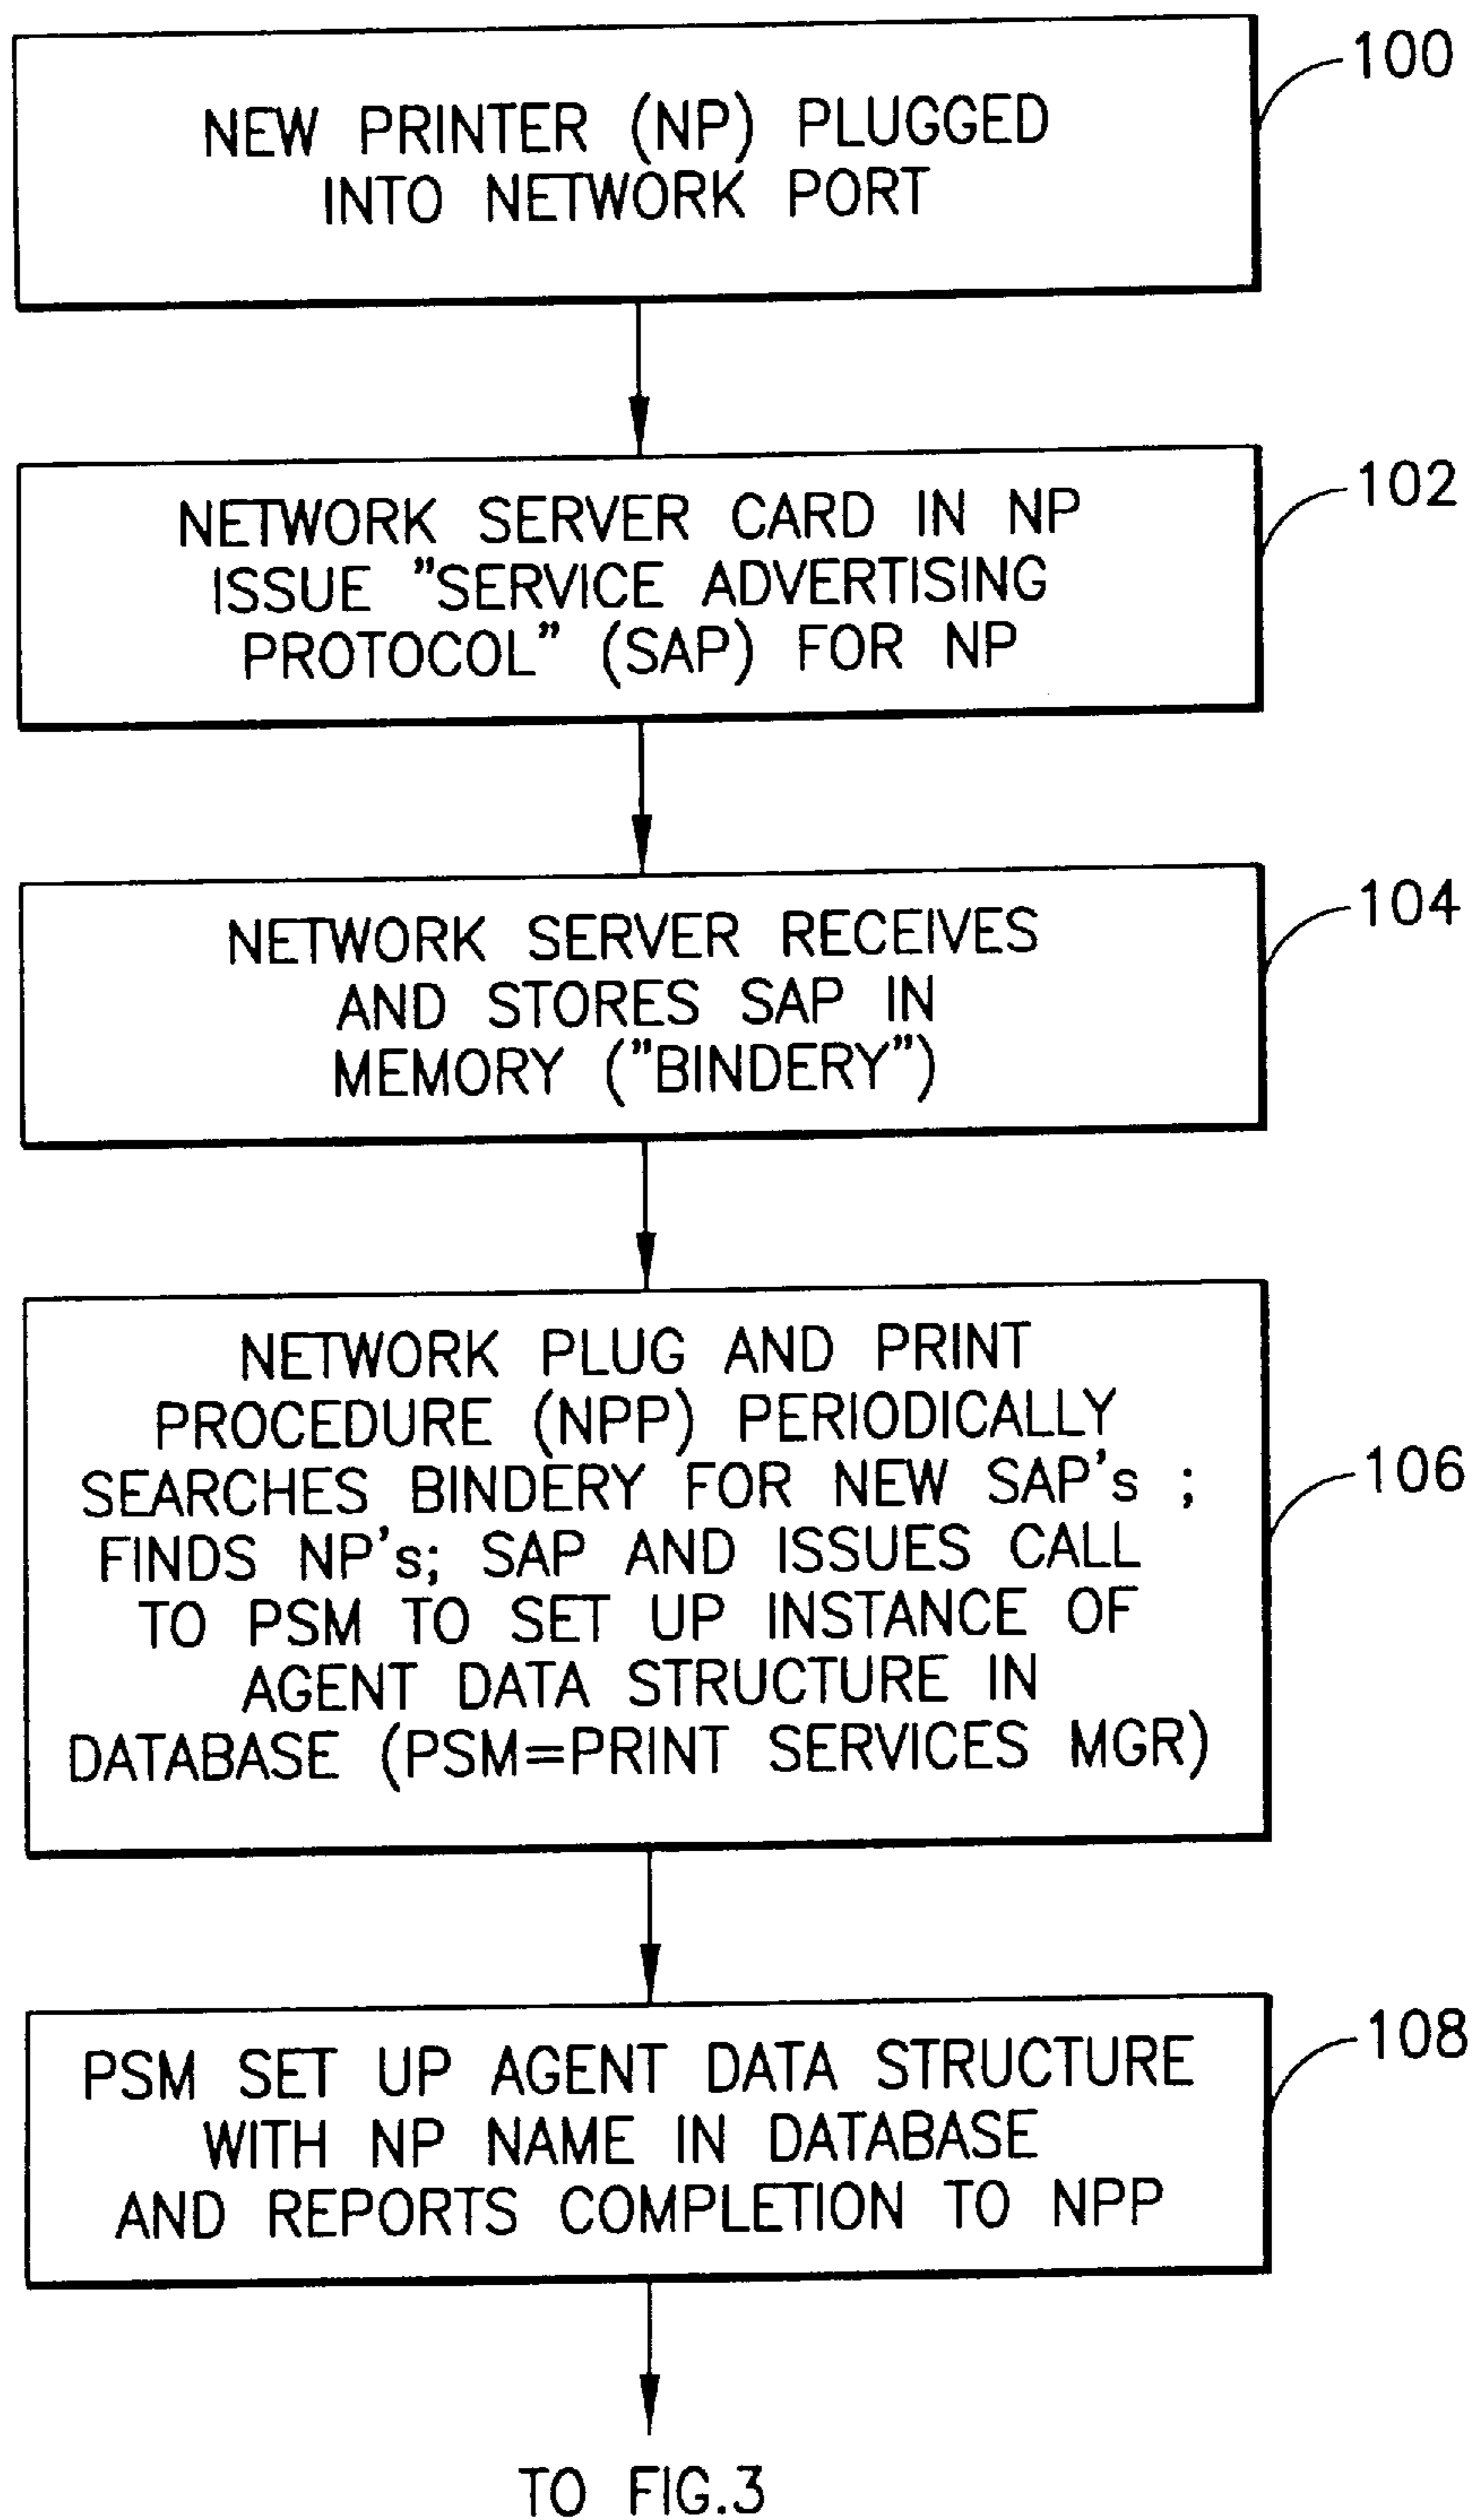 NEW PRINTER (NP) PLUGGED
INTO NETWORK PORT
100
NETWORK SERVER CARD IN NP
ISSUE "SERVICE ADVERTISING
PROTOCOL" (SAP) FOR NP
102
NETWORK SERVER RECEIVES
AND STORES SAP IN
MEMORY ("BINDERY")
104
NETWORK PLUG AND PRINT
PROCEDURE (NPP) PERIODICALLY
SEARCHES BINDERY FOR NEW SAP's ;
FINDS NP's; SAP AND ISSUES CALL
TO PSM TO SET UP INSTANCE OF
AGENT DATA STRUCTURE IN
DATABASE (PSM=PRINT SERVICES MGR)
106
PSM SET UP AGENT DATA STRUCTURE
WITH NP NAME IN DATABASE
AND REPORTS COMPLETION TO NPP
108
TO FIG.3